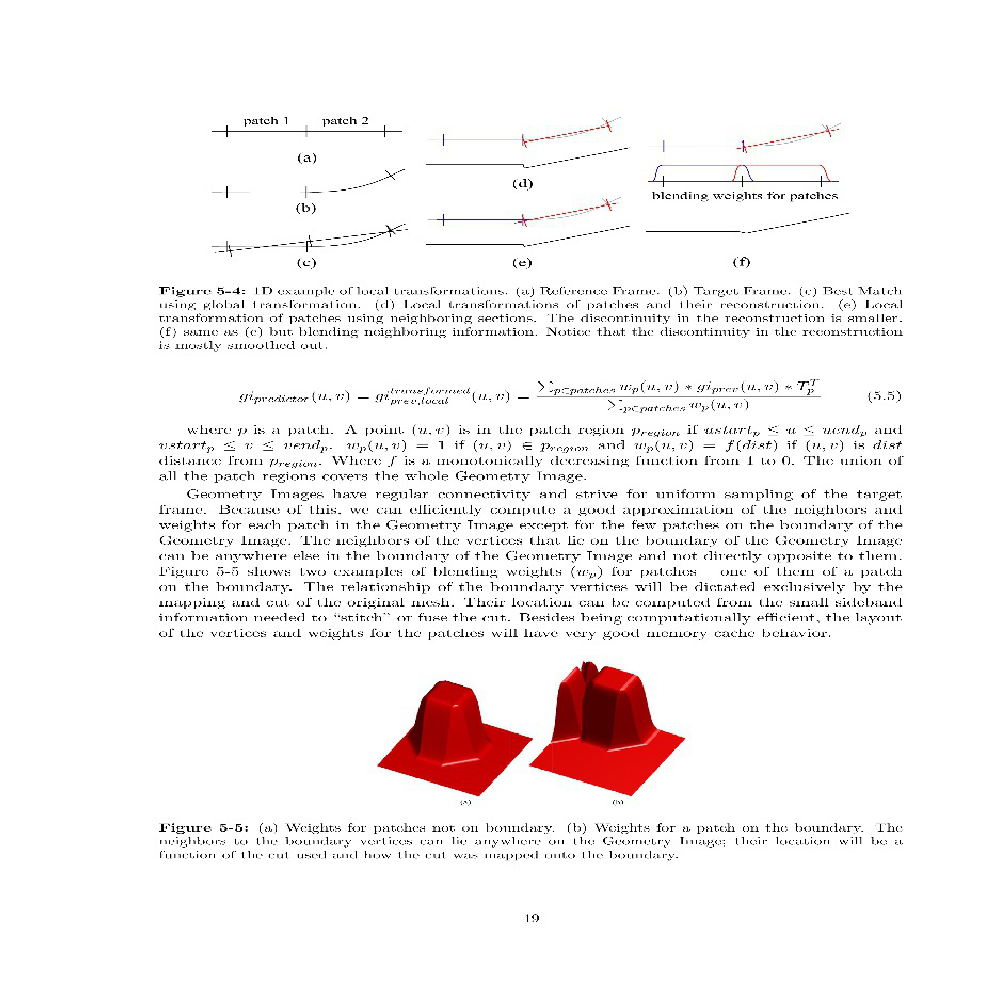 patch 1 patch 2
(a)
(b)
(c)
(d)
(e)
blending weights for patches
(f)
Figure 5-4: 1D example of local transformations. (a) Reference Frame. (b) Target Frame. (c) Best Match
using global transformation. (d) Local transformations of patches and their reconstruction. (e) Local
transformation of patches using neighboring sections. The discontinuity in the reconstruction is smaller.
(f) same as (e) but blending neighboring information. Notice that the discontinuity in the reconstruction
is mostly smoothed out.
gi_{predictor}(u, v) = gi^{transformed}_{prev,local}(u, v) = \frac{\sum_{p∈patches} w_p(u, v) * gi_{prev}(u, v) * T_p^T}{\sum_{p∈patches} w_p(u, v)} (5.5)
where p is a patch. A point (u, v) is in the patch region p_{region} if ustart_p ≤ u ≤ uend_p and
vstart_p ≤ v ≤ vend_p. w_p(u, v) = 1 if (u, v) ∈ p_{region} and w_p(u, v) = f(dist) if (u, v) is dist
distance from p_{region}. Where f is a monotonically decreasing function from 1 to 0. The union of
all the patch regions covers the whole Geometry Image.
Geometry Images have regular connectivity and strive for uniform sampling of the target
frame. Because of this, we can efficiently compute a good approximation of the neighbors and
weights for each patch in the Geometry Image except for the few patches on the boundary of the
Geometry Image. The neighbors of the vertices that lie on the boundary of the Geometry Image
can be anywhere else in the boundary of the Geometry Image and not directly opposite to them.
Figure 5-5 shows two examples of blending weights (w_p) for patches – one of them of a patch
on the boundary. The relationship of the boundary vertices will be dictated exclusively by the
mapping and cut of the original mesh. Their location can be computed from the small sideband
information needed to “stitch” or fuse the cut. Besides being computationally efficient, the layout
of the vertices and weights for the patches will have very good memory cache behavior.
(a) (b)
Figure 5-5: (a) Weights for patches not on boundary. (b) Weights for a patch on the boundary. The
neighbors to the boundary vertices can lie anywhere on the Geometry Image; their location will be a
function of the cut used and how the cut was mapped onto the boundary.
19